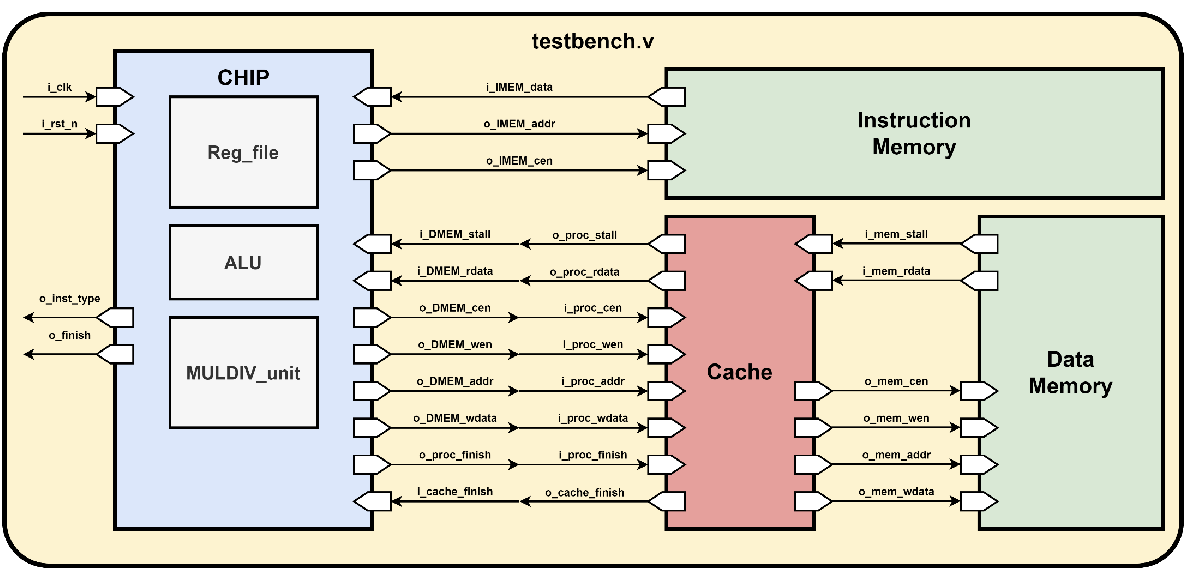 testbench.v
CHIP
i_clk
i_rst_n
Reg_file
ALU
MULDIV_unit
o_inst_type
o_finish
i_IMEM_data
o_IMEM_addr
o_IMEM_cen
Instruction
Memory
i_DMEM_stall o_proc_stall
i_DMEM_rdata o_proc_rdata
o_DMEM_cen i_proc_cen
o_DMEM_wen i_proc_wen
o_DMEM_addr i_proc_addr
o_DMEM_wdata i_proc_wdata
o_proc_finish i_proc_finish
i_cache_finish o_cache_finish
Cache
i_mem_stall
i_mem_rdata
o_mem_cen
o_mem_wen
o_mem_addr
o_mem_wdata
Data
Memory